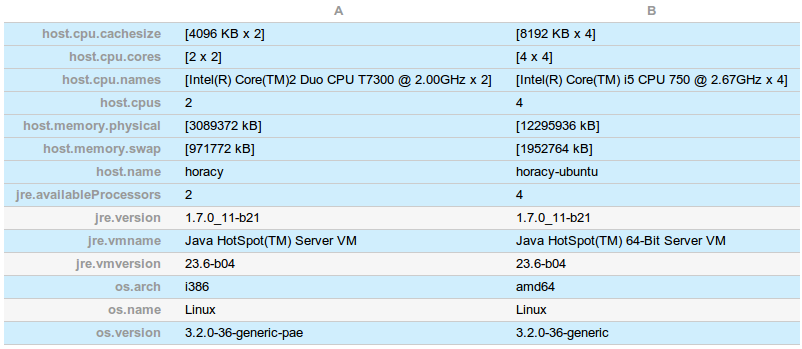 A B
host.cpu.cachesize [4096 KB x 2] [8192 KB x 4]
host.cpu.cores [2 x 2] [4 x 4]
host.cpu.names [Intel(R) Core(TM)2 Duo CPU T7300 @ 2.00GHz x 2] [Intel(R) Core(TM) i5 CPU 750 @ 2.67GHz x 4]
host.cpus 2 4
host.memory.physical [3089372 kB] [12295936 kB]
host.memory.swap [971772 kB] [1952764 kB]
host.name horacy horacy-ubuntu
jre.availableProcessors 2 4
jre.version 1.7.0_11-b21 1.7.0_11-b21
jre.vmname Java HotSpot(TM) Server VM Java HotSpot(TM) 64-Bit Server VM
jre.vmversion 23.6-b04 23.6-b04
os.arch i386 amd64
os.name Linux Linux
os.version 3.2.0-36-generic-pae 3.2.0-36-generic